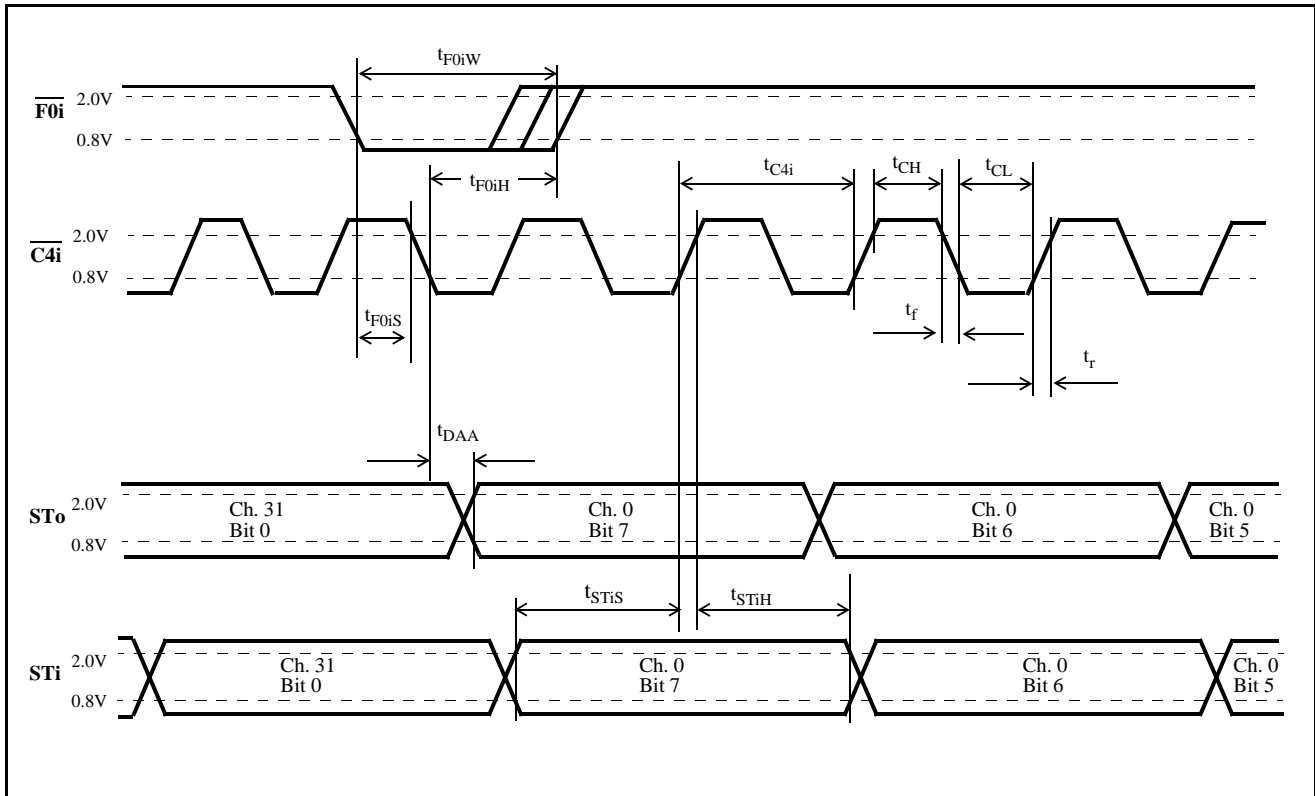 tF0iW
F0i
2.0V
0.8V
tF0iH
tC4i
tCH
tCL
C4i
2.0V
0.8V
tF0iS
tf
tr
tDAA
STo
2.0V
0.8V
Ch. 31
Bit 0
Ch. 0
Bit 7
Ch. 0
Bit 6
Ch. 0
Bit 5
tSTiS
tSTiH
STi
2.0V
0.8V
Ch. 31
Bit 0
Ch. 0
Bit 7
Ch. 0
Bit 6
Ch. 0
Bit 5